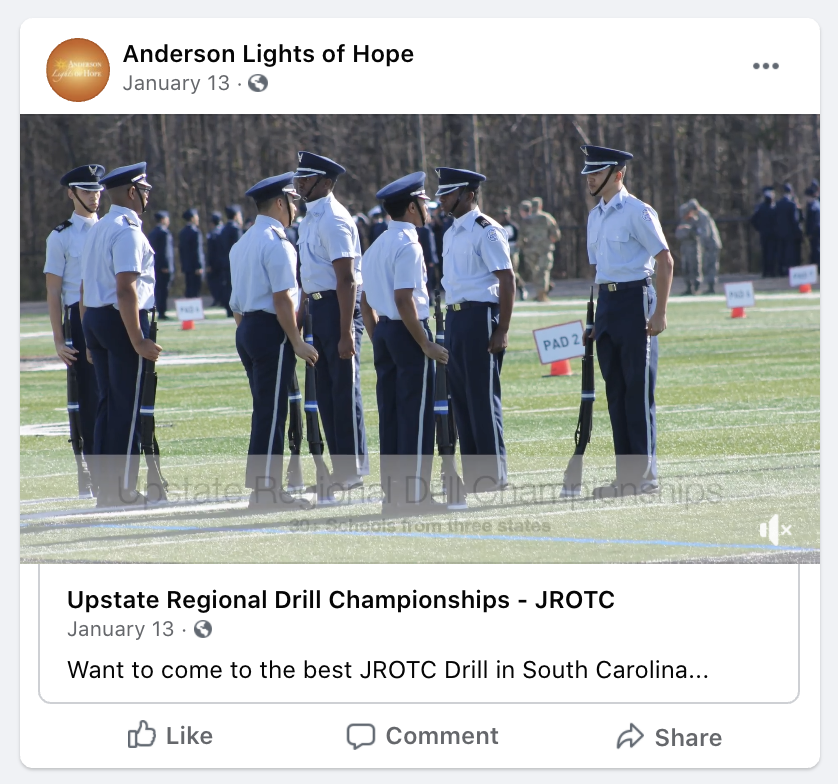 Anderson Lights of Hope
January 13 ·
ANDERSON
Lights of Hope
PAD 4
PAD 2
Upstate Regional Drill Championships
30+ Schools from three states
Upstate Regional Drill Championships - JROTC
January 13 ·
Want to come to the best JROTC Drill in South Carolina...
Like
Comment
Share